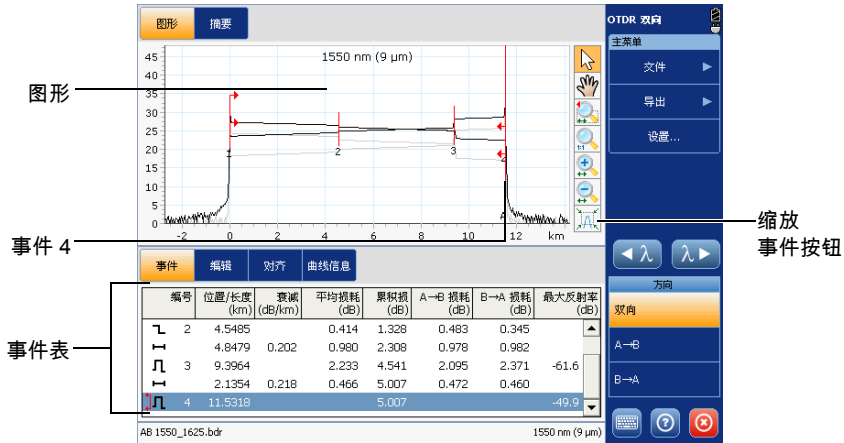 图形 摘要
OTDR 双向
主菜单
文件
导出
设置...
1550 nm (9 µm)
45
40
35
30
25
20
15
10
5
0
-2 0 2 4 6 8 10 12 km
1 2 3 4
图形
事件 4
缩放
事件按钮
事件 编辑 对齐 曲线信息
编号 位置/长度 (km) 衰减 (dB/km) 平均损耗 (dB) 累积损 (dB) A→B 损耗 (dB) B→A 损耗 (dB) 最大反射率 (dB)
2 4.5485 0.414 1.328 0.483 0.345
4.8479 0.202 0.980 2.308 0.978 0.982
3 9.3964 2.233 4.541 2.095 2.371 -61.6
2.1354 0.218 0.466 5.007 0.472 0.460
4 11.5318 5.007 -49.9
事件表
λ λ
方向
双向
A→B
B→A
AB 1550_1625.bdr 1550 nm (9 µm)